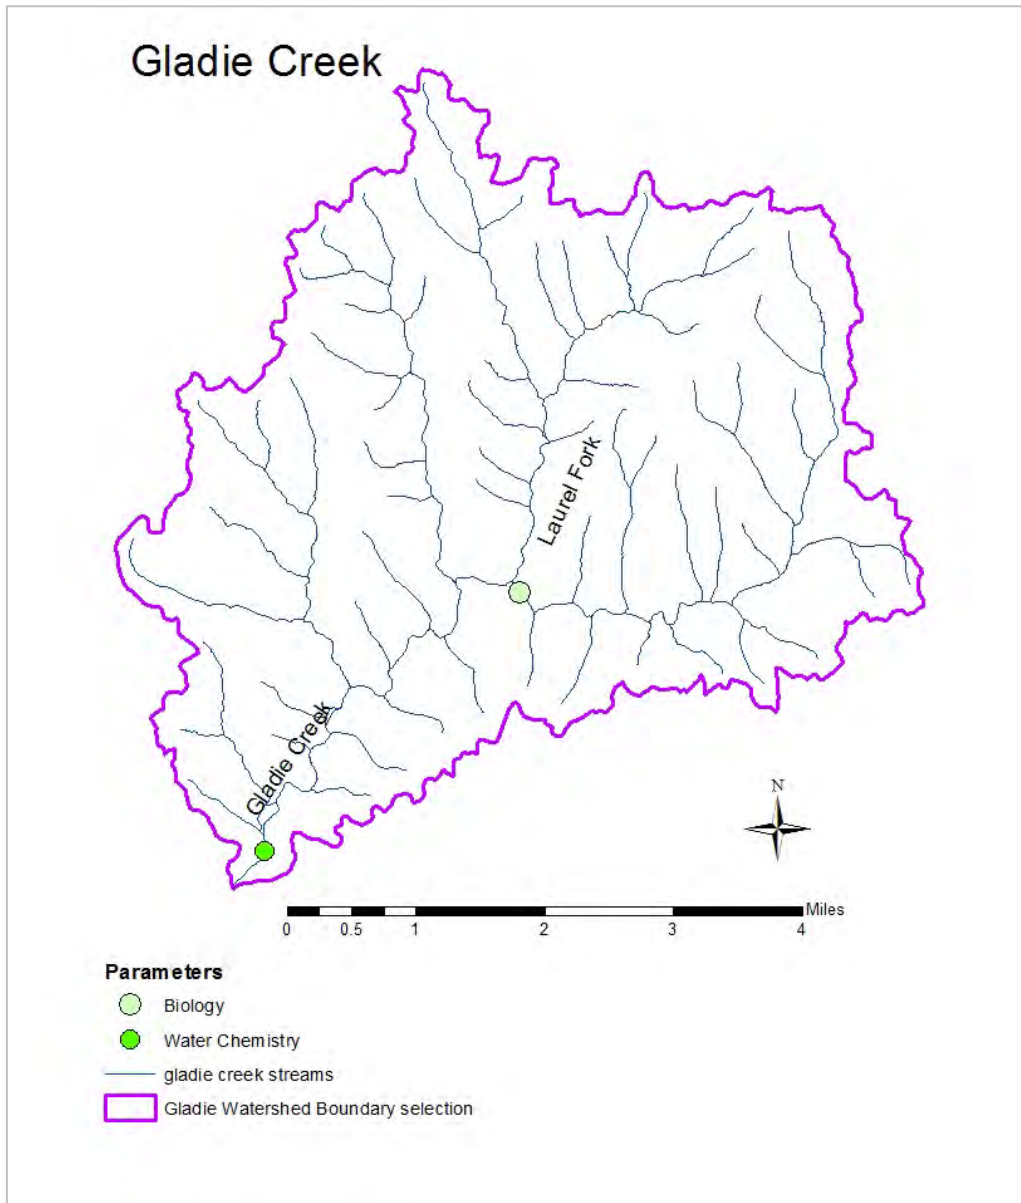 Gladie Creek
Laurel Fork
Gladie Creek
N
Miles
0 0.5 1 2 3 4
Parameters
Biology
Water Chemistry
gladie creek streams
Gladie Watershed Boundary selection